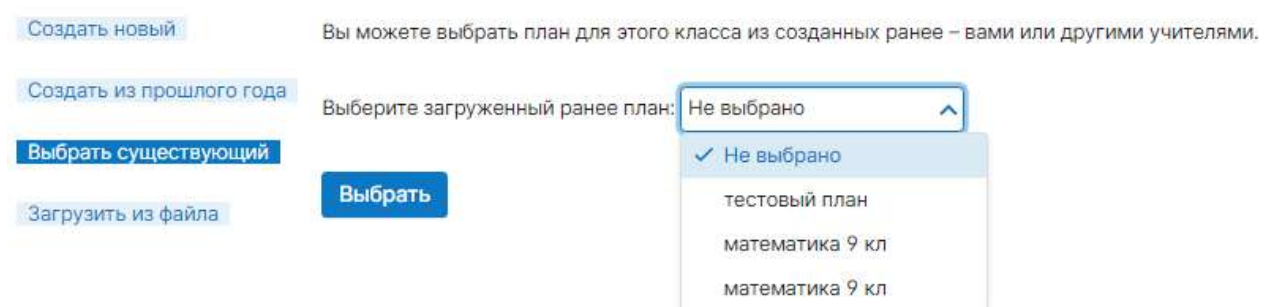 Создать новый
Вы можете выбрать план для этого класса из созданных ранее – вами или другими учителями.
Создать из прошлого года
Выберите загруженный ранее план: Не выбрано
Выбрать существующий
Не выбрано
Выбрать
тестовый план
Загрузить из файла
математика 9 кл
математика 9 кл